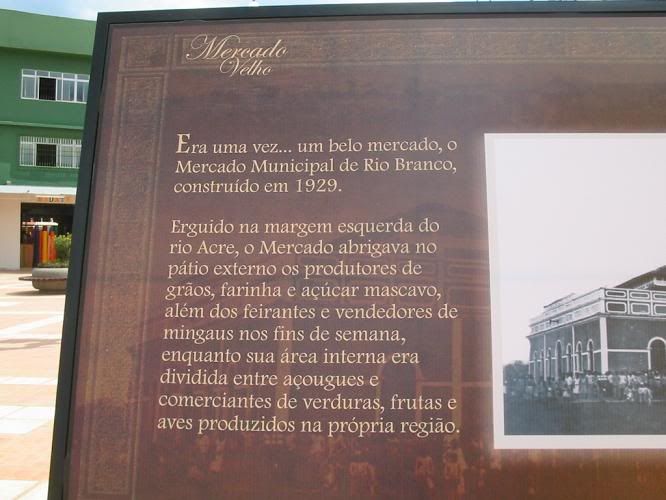 Mercado
Velho
Era uma vez... um belo mercado, o
Mercado Municipal de Rio Branco,
construído em 1929.
Erguido na margem esquerda do
rio Acre, o Mercado abrigava no
pátio externo os produtores de
grãos, farinha e açúcar mascavo,
além dos feirantes e vendedores de
mingaus nos fins de semana,
enquanto sua área interna era
dividida entre açougues e
comerciantes de verduras, frutas e
aves produzidos na própria região.